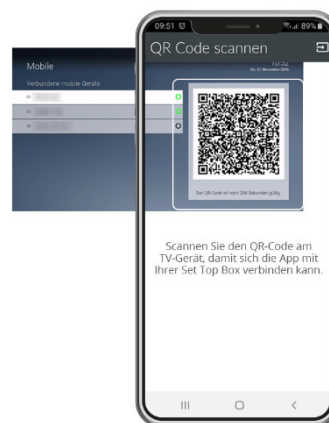 09:51
89%
QR Code scannen
Mobile
10:52
Verbundene mobile Geräte
Der QR Code ist noch 298 Sekunden gültig
Scannen Sie den QR-Code am
TV-Gerät, damit sich die App mit
Ihrer Set Top Box verbinden kann.